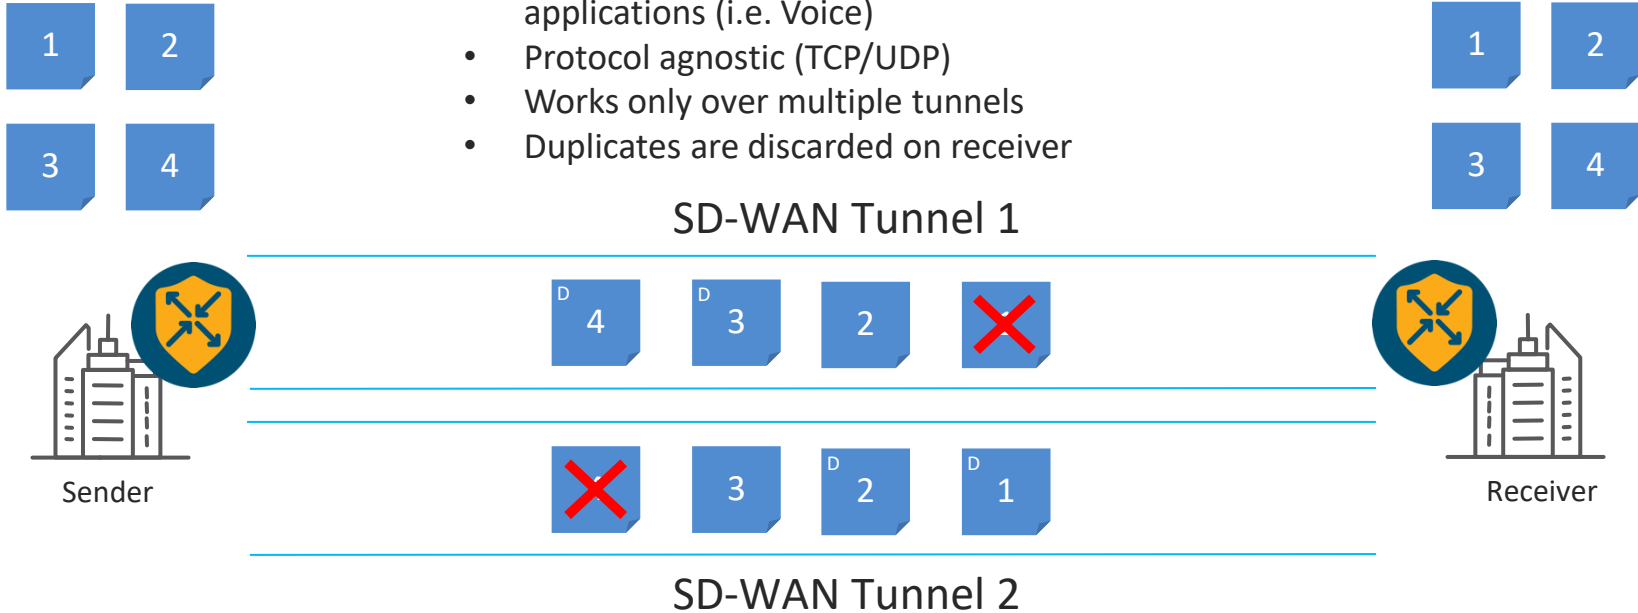 applications (i.e. Voice)
• Protocol agnostic (TCP/UDP)
• Works only over multiple tunnels
• Duplicates are discarded on receiver
1 2
3 4
1 2
3 4
SD-WAN Tunnel 1
D 4 D 3 2
3 D 2 D 1
Sender
Receiver
SD-WAN Tunnel 2